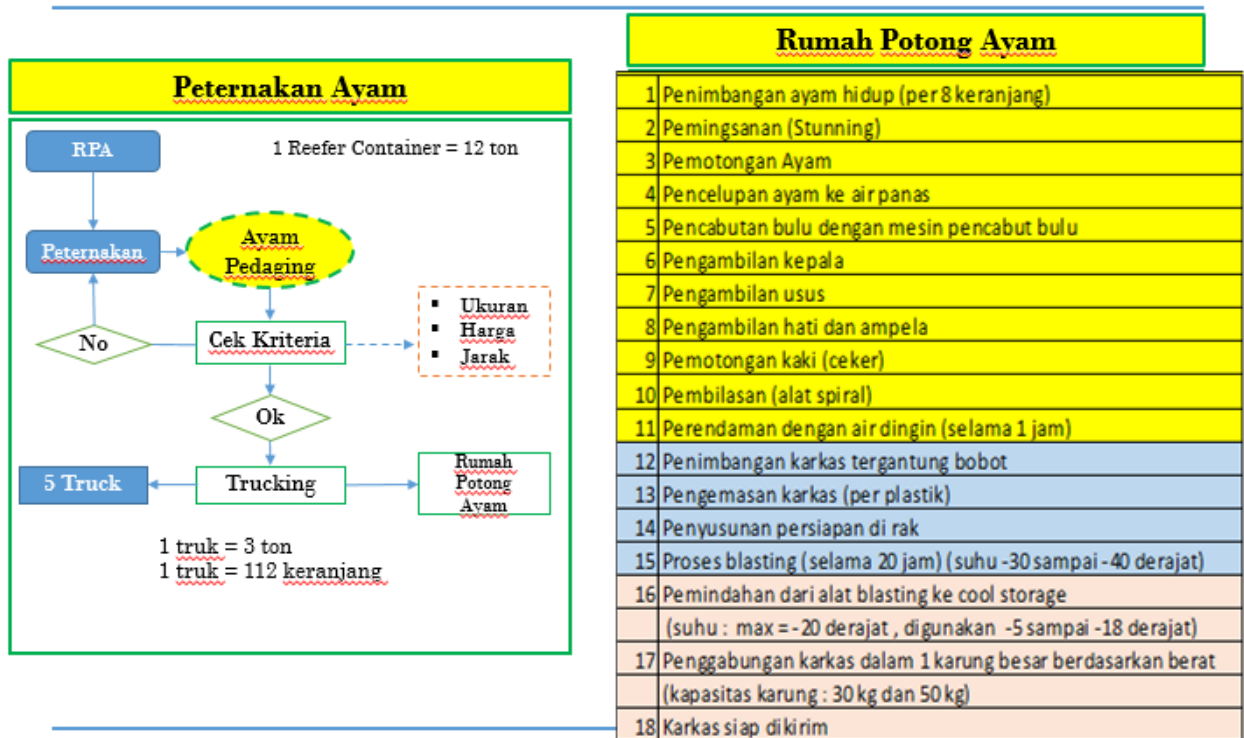 Peternakan Ayam
RPA
1 Reefer Container = 12 ton
Peternakan
Ayam
Pedaging
▪ Ukuran
▪ Harga
▪ Jarak
No
Cek Kriteria
Ok
5 Truck
Trucking
Rumah
Potong
Ayam
1 truk = 3 ton
1 truk = 112 keranjang
Rumah Potong Ayam
1 Penimbangan ayam hidup (per 8 keranjang)
2 Pemingsanan (Stunning)
3 Pemotongan Ayam
4 Pencelupan ayam ke air panas
5 Pencabutan bulu dengan mesin pencabut bulu
6 Pengambilan kepala
7 Pengambilan usus
8 Pengambilan hati dan ampela
9 Pemotongan kaki (ceker)
10 Pembilasan (alat spiral)
11 Perendaman dengan air dingin (selama 1 jam)
12 Penimbangan karkas tergantung bobot
13 Pengemasan karkas (per plastik)
14 Penyusunan persiapan di rak
15 Proses blasting (selama 20 jam) (suhu -30 sampai -40 derajat)
16 Pemindahan dari alat blasting ke cool storage
(suhu : max = -20 derajat , digunakan -5 sampai -18 derajat)
17 Penggabungan karkas dalam 1 karung besar berdasarkan berat
(kapasitas karung : 30 kg dan 50 kg)
18 Karkas siap dikirim